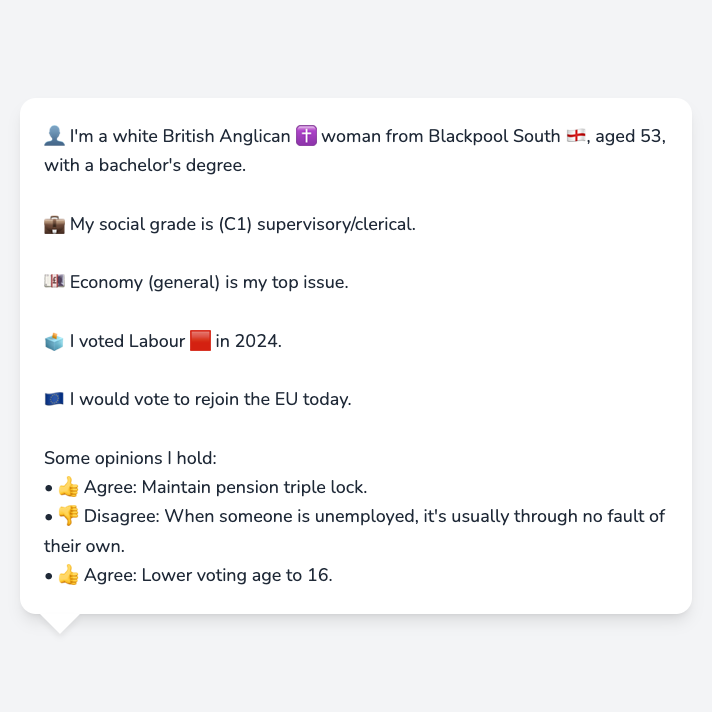 👤 I'm a white British Anglican ✝️ woman from Blackpool South 🏴󠁧󠁢󠁥󠁮󠁧󠁿, aged 53,
with a bachelor's degree.
💼 My social grade is (C1) supervisory/clerical.
💷 Economy (general) is my top issue.
🗳️ I voted Labour 🟥 in 2024.
🇪🇺 I would vote to rejoin the EU today.
Some opinions I hold:
• 👍 Agree: Maintain pension triple lock.
• 👎 Disagree: When someone is unemployed, it's usually through no fault of
their own.
• 👍 Agree: Lower voting age to 16.